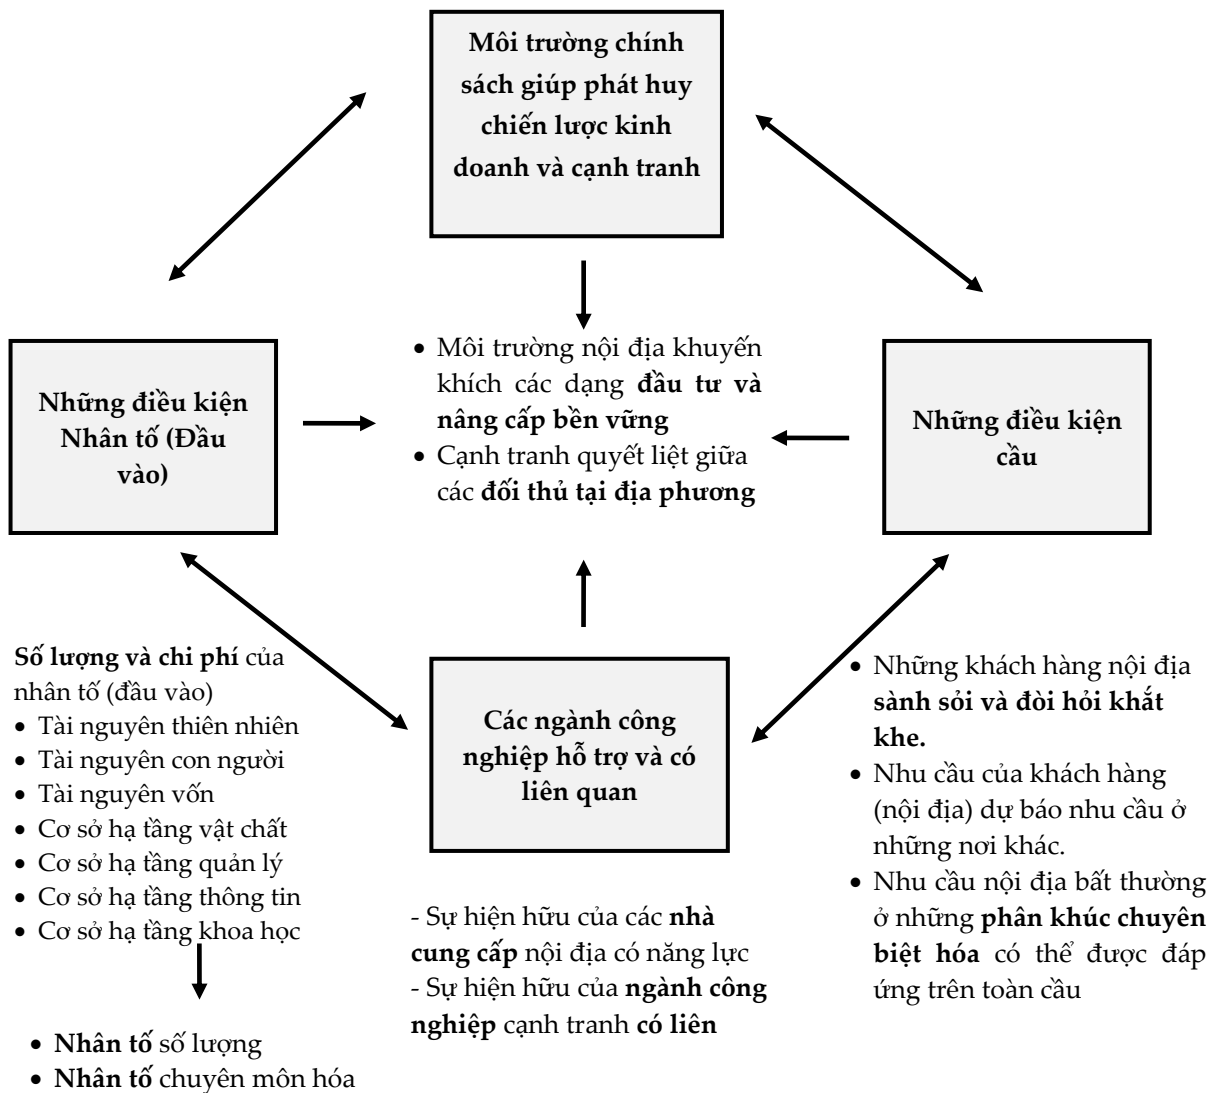 Môi trường chính
sách giúp phát huy
chiến lược kinh
doanh và cạnh tranh
Những điều kiện
Nhân tố (Đầu
vào)
• Môi trường nội địa khuyến
khích các dạng đầu tư và
nâng cấp bền vững
• Cạnh tranh quyết liệt giữa
các đối thủ tại địa phương
Những điều kiện
cầu
Số lượng và chi phí của
nhân tố (đầu vào)
• Tài nguyên thiên nhiên
• Tài nguyên con người
• Tài nguyên vốn
• Cơ sở hạ tầng vật chất
• Cơ sở hạ tầng quản lý
• Cơ sở hạ tầng thông tin
• Cơ sở hạ tầng khoa học
• Nhân tố số lượng
• Nhân tố chuyên môn hóa
Các ngành công
nghiệp hỗ trợ và có
liên quan
- Sự hiện hữu của các nhà
cung cấp nội địa có năng lực
- Sự hiện hữu của ngành công
nghiệp cạnh tranh có liên
• Những khách hàng nội địa
sành sỏi và đòi hỏi khắt
khe.
• Nhu cầu của khách hàng
(nội địa) dự báo nhu cầu ở
những nơi khác.
• Nhu cầu nội địa bất thường
ở những phân khúc chuyên
biệt hóa có thể được đáp
ứng trên toàn cầu